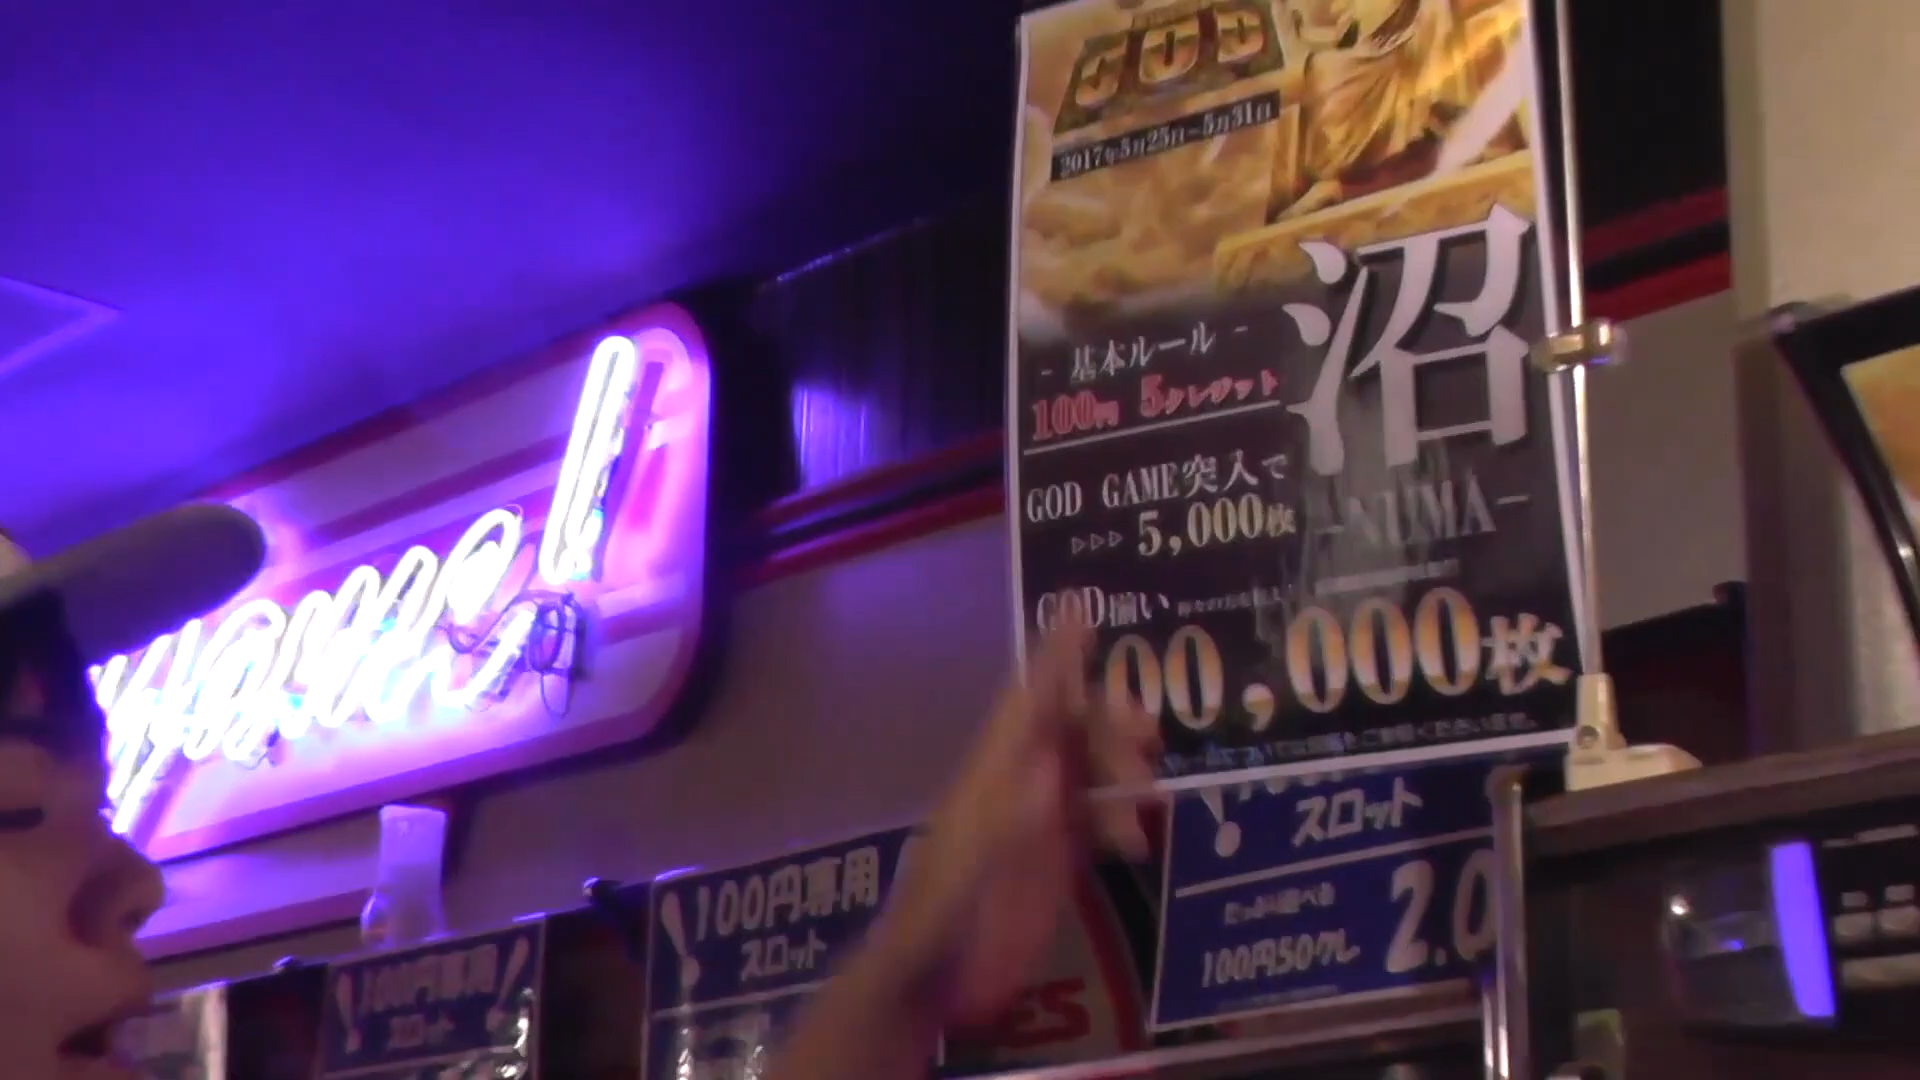 GOD
2017年5月25日~5月31日
沼
-NUMA-
- 基本ルール -
100円 5クレジット
GOD GAME突入で
▷▷▷ 5,000枚
GOD揃い
00,000枚
スロット
2.0
100円50クレ
!100円専用
スロット
!100円専用!
スロット
ES